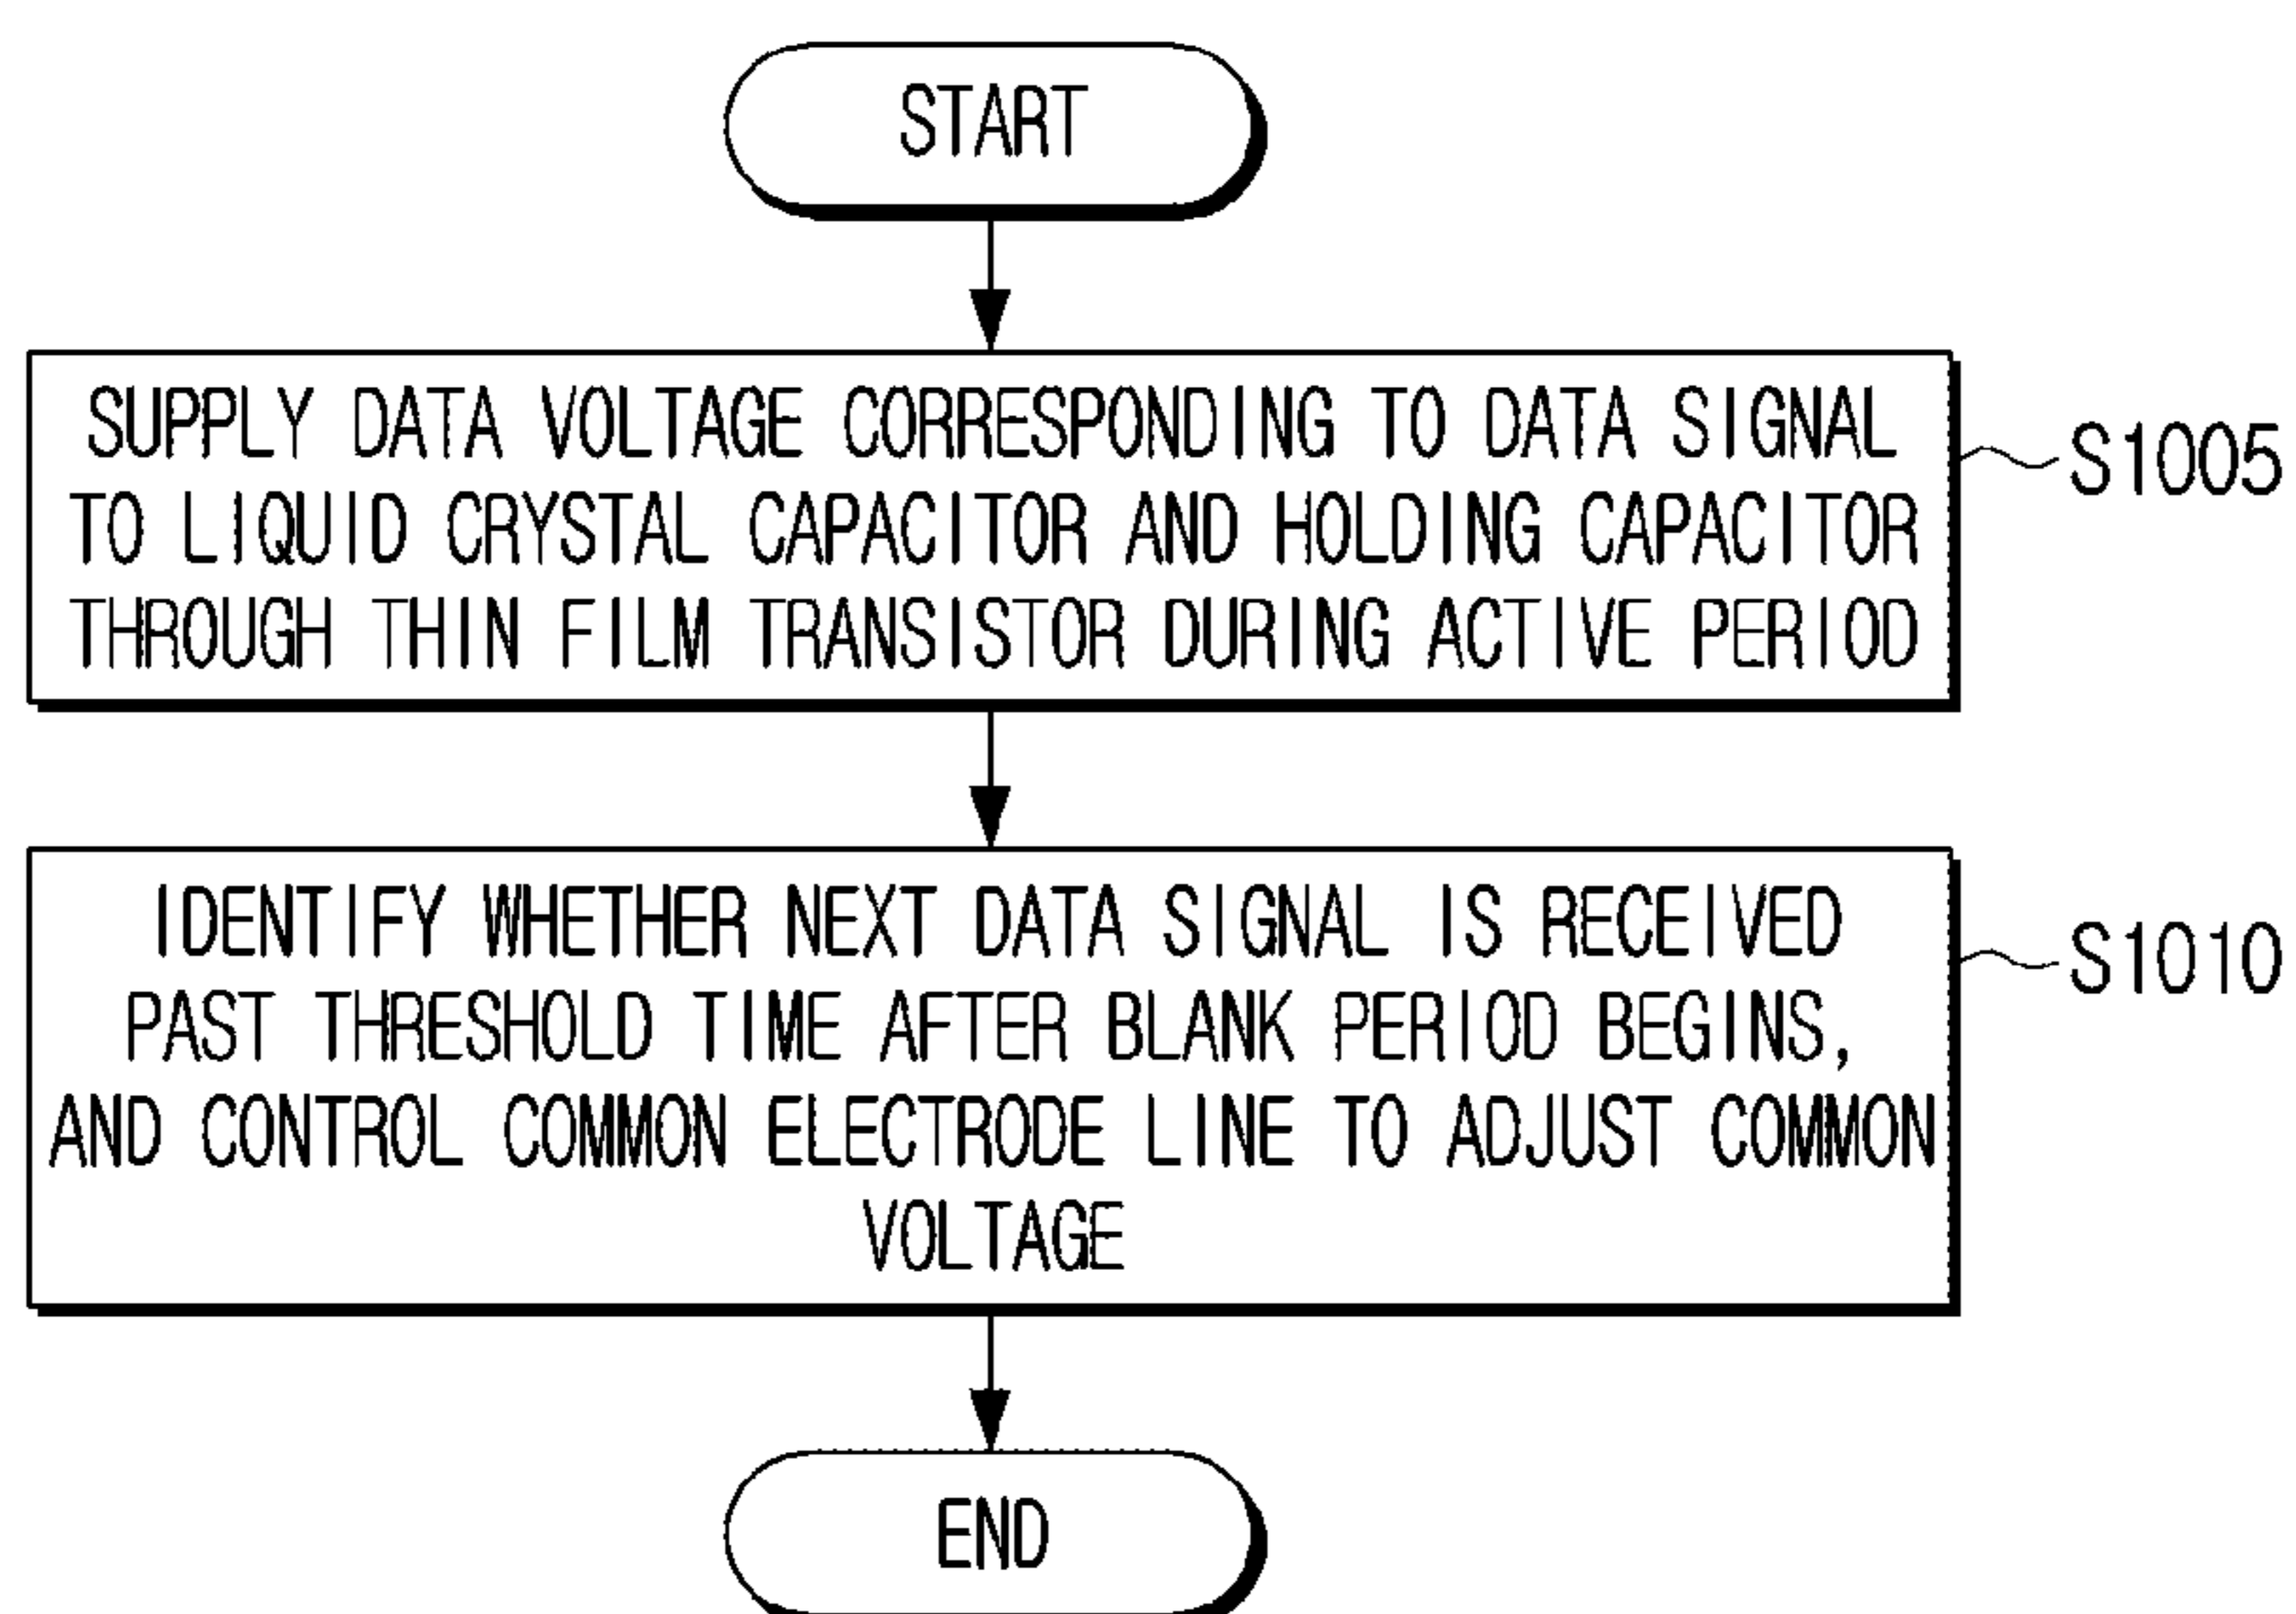 START
SUPPLY DATA VOLTAGE CORRESPONDING TO DATA SIGNAL
TO LIQUID CRYSTAL CAPACITOR AND HOLDING CAPACITOR
THROUGH THIN FILM TRANSISTOR DURING ACTIVE PERIOD
S1005
IDENTIFY WHETHER NEXT DATA SIGNAL IS RECEIVED
PAST THRESHOLD TIME AFTER BLANK PERIOD BEGINS,
AND CONTROL COMMON ELECTRODE LINE TO ADJUST COMMON
VOLTAGE
S1010
END